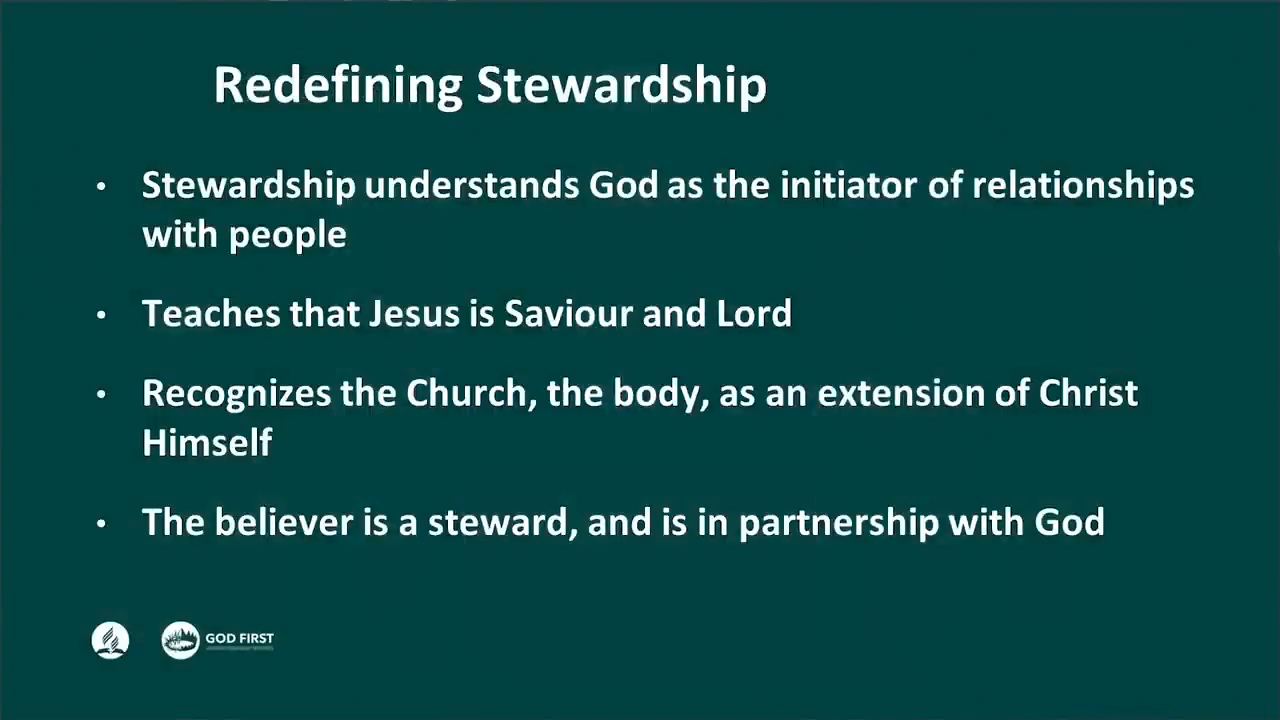 Redefining Stewardship
• Stewardship understands God as the initiator of relationships
with people
• Teaches that Jesus is Saviour and Lord
• Recognizes the Church, the body, as an extension of Christ
Himself
• The believer is a steward, and is in partnership with God
GOD FIRST